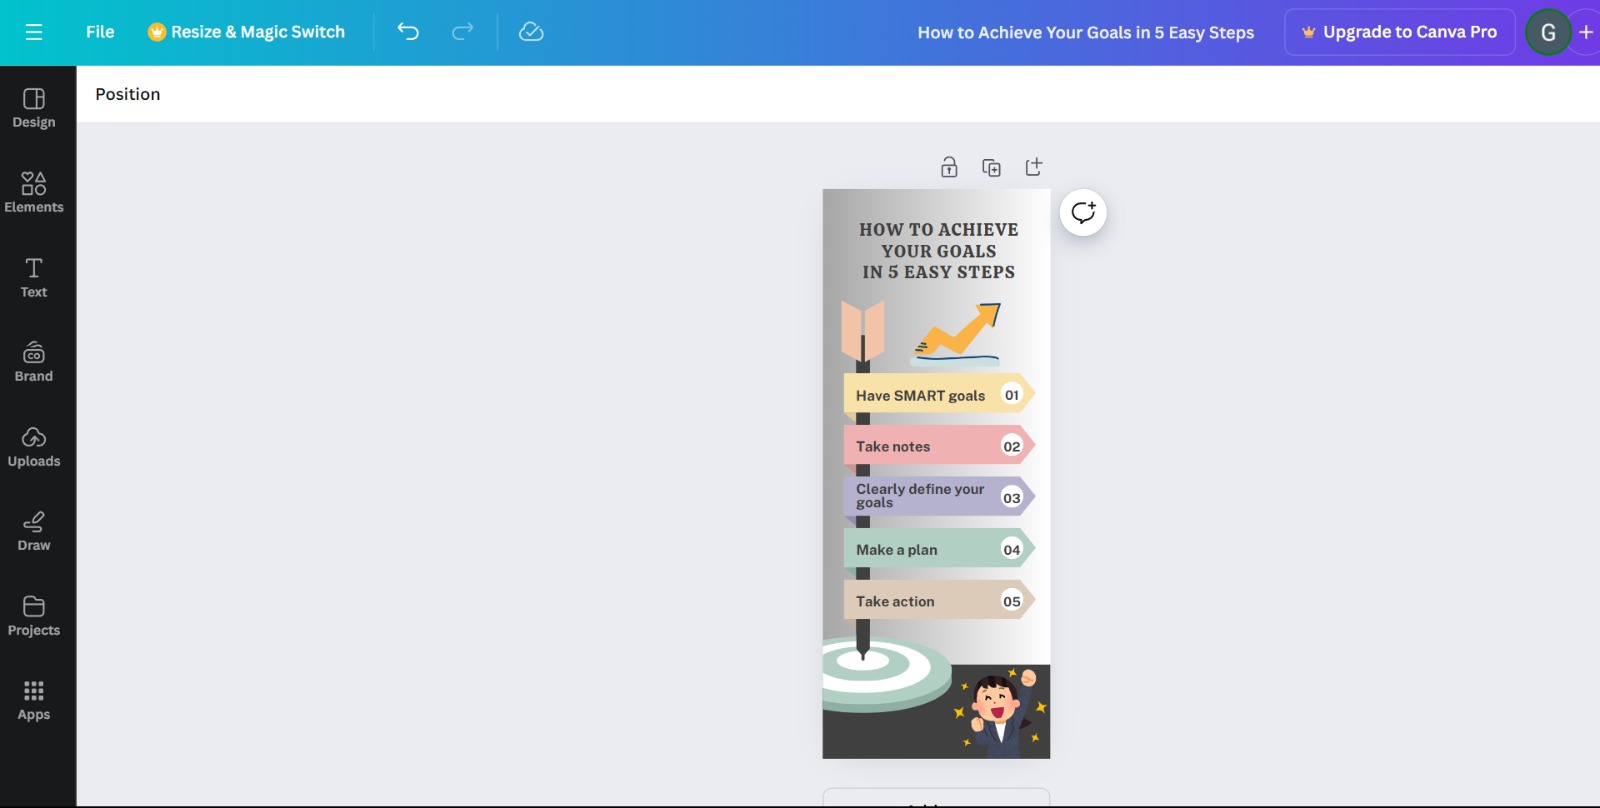 File
Resize & Magic Switch
How to Achieve Your Goals in 5 Easy Steps
Upgrade to Canva Pro
G
Position
Design
Elements
Text
Brand
Uploads
Draw
Projects
Apps
HOW TO ACHIEVE
YOUR GOALS
IN 5 EASY STEPS
Have SMART goals 01
Take notes 02
Clearly define your
goals 03
Make a plan 04
Take action 05